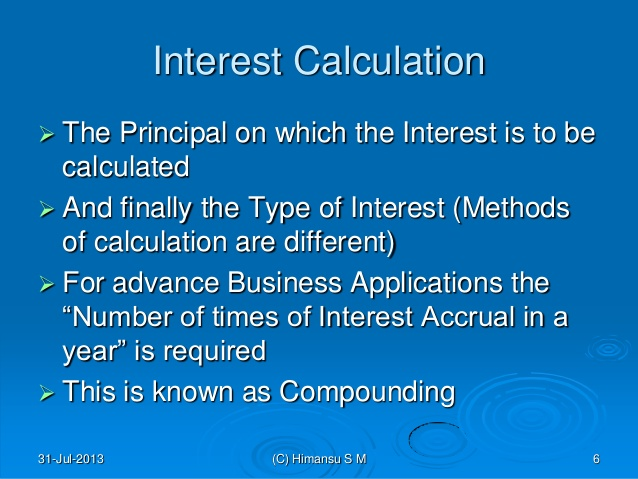 Interest Calculation
The Principal on which the Interest is to be
calculated
And finally the Type of Interest (Methods
of calculation are different)
For advance Business Applications the
“Number of times of Interest Accrual in a
year” is required
This is known as Compounding
31-Jul-2013 (C) Himansu S M 6